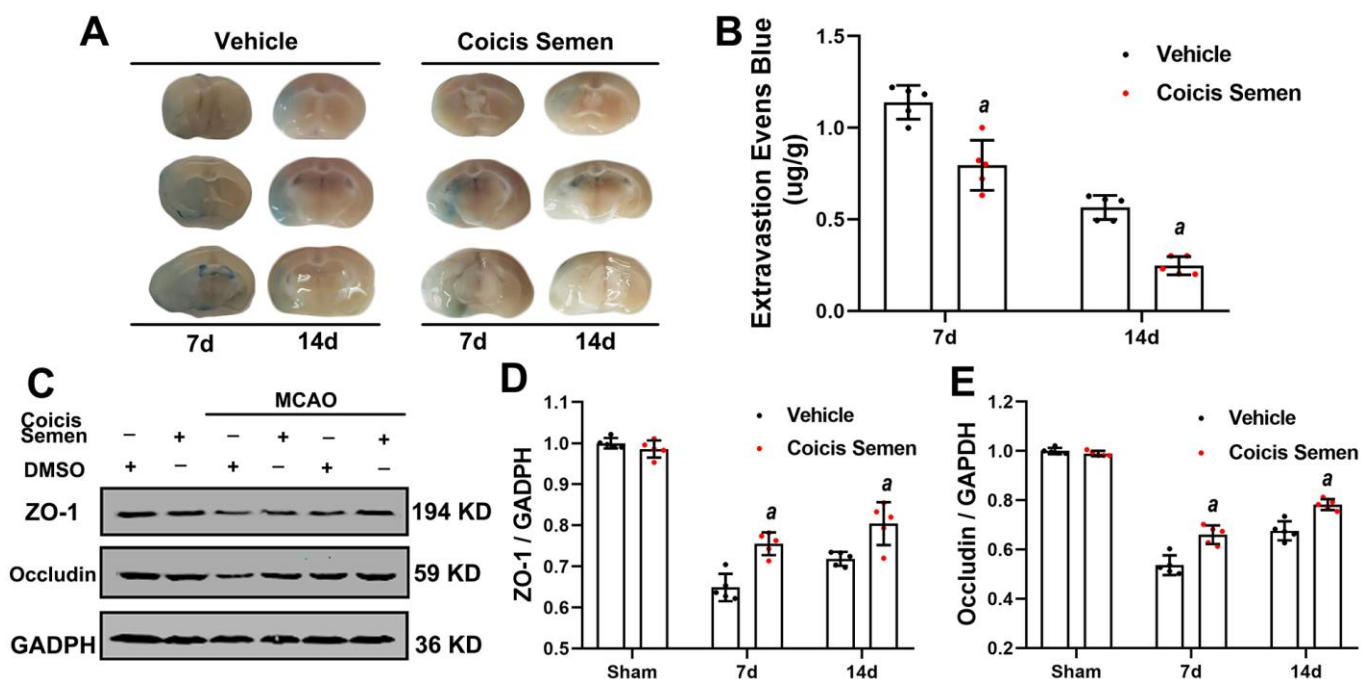 A
Vehicle
Coicis Semen
7d
14d
7d
14d
B
Extravastion Evens Blue
(ug/g)
1.5
1.0
0.5
0.0
Vehicle
Coicis Semen
a
a
7d
14d
C
MCAO
Coicis
Semen
– + – + – +
DMSO
+ – + – + –
ZO-1
194 KD
Occludin
59 KD
GADPH
36 KD
D
ZO-1 / GADPH
1.1
1.0
0.9
0.8
0.7
0.6
0.5
Vehicle
Coicis Semen
a
a
Sham
7d
14d
E
Occludin / GAPDH
1.2
1.0
0.8
0.6
0.4
0.2
Vehicle
Coicis Semen
a
a
Sham
7d
14d